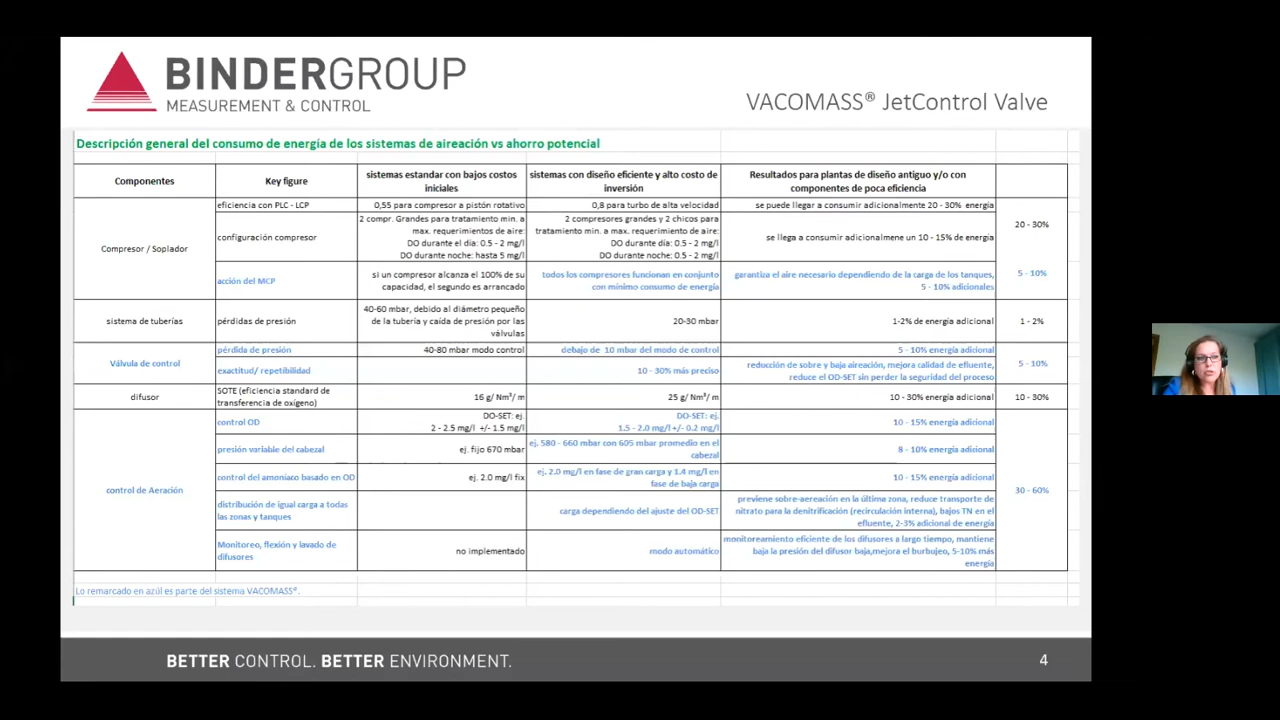 BINDERGROUP
MEASUREMENT & CONTROL
VACOMASS® JetControl Valve
Descripción general del consumo de energía de los sistemas de aireación vs ahorro potencial
Componentes
Key figure
sistemas estandar con bajos costos
iniciales
sistemas con diseño eficiente y alto costo de
inversión
Resultados para plantas de diseño antiguo y/o con
componentes de poca eficiencia
Compresor / Soplador
eficiencia con PLC - LCP
0,55 para compresor a pistón rotativo
0,8 para turbo de alta velocidad
se puede llegar a consumir adicionalmente 20 - 30% energía
20 - 30%
configuración compresor
2 compr. Grandes para tratamiento min. a
max. requerimientos de aire:
DO durante el día: 0.5 - 2 mg/l
DO durante noche: hasta 5 mg/l
2 compresores grandes y 2 chicos para
tratamiento min. a max. requerimientos de aire:
DO durante día: 0.5 - 2 mg/l
DO durante noche: 0.5 - 2 mg/l
se llega a consumir adicionalmene un 10 - 15% de energía
acción del MCP
si un compresor alcanza el 100% de su
capacidad, el segundo es arrancado
todos los compresores funcionan en conjunto
con mínimo consumo de energía
garantiza el aire necesario dependiendo de la carga de los tanques,
5 - 10% adicionales
5 - 10%
sistema de tuberías
pérdidas de presión
40-60 mbar, debido al diámetro pequeño
de la tubería y caída de presión por las
válvulas
20-30 mbar
1-2% de energía adicional
1 - 2%
Válvula de control
pérdida de presión
40-80 mbar modo control
debajo de 10 mbar del modo de control
5 - 10% energía adicional
5 - 10%
exactitud/ repetibilidad
10 - 30% más preciso
reducción de sobre y baja aireación, mejora calidad de efluente,
reduce el OD-SET sin perder la seguridad del proceso
difusor
SOTE (eficiencia standard de
transferencia de oxígeno)
16 g/ Nm³/ m
25 g/ Nm³/ m
10 - 30% energía adicional
10 - 30%
control de Aeración
control OD
DO-SET: ej.
2 - 2.5 mg/l +/- 1.5 mg/l
DO-SET: ej.
1.5 - 2.0 mg/l +/- 0.2 mg/l
10 - 15% energía adicional
30 - 60%
presión variable del cabezal
ej. fijo 670 mbar
ej. 580 - 660 mbar con 605 mbar promedio en el
cabezal
8 - 10% energía adicional
control del amoníaco basado en OD
ej. 2.0 mg/l fix
ej. 2.0 mg/l en fase de gran carga y 1.4 mg/l en
fase de baja carga
10 - 15% energía adicional
distribución de igual carga a todas
las zonas y tanques
carga dependiendo del ajuste del OD-SET
previene sobre-aereación en la última zona, reduce transporte de
nitrato para la denitrificación (recirculación interna), bajos TN en el
efluente, 2-3% adicional de energía
Monitoreo, flexión y lavado de
difusores
no implementado
modo automático
monitoreamiento eficiente de los difusores a largo tiempo, mantiene
baja la presión del difusor baja,mejora el burbujeo, 5-10% más
energía
Lo remarcado en azúl es parte del sistema VACOMASS®.
BETTER CONTROL. BETTER ENVIRONMENT.
4